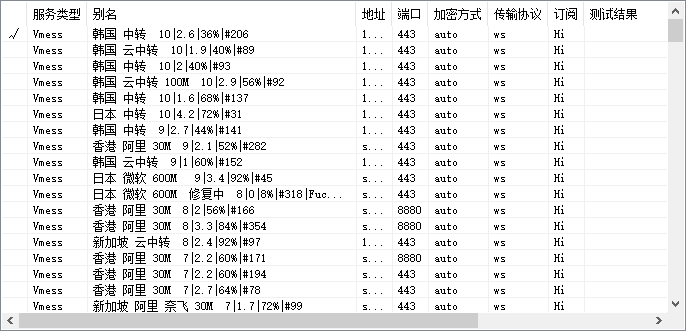 服务类型 别名 地址 端口 加密方式 传输协议 订阅 测试结果
✓ Vmess 韩国 中转 10|2.6|36%|#206 1... 443 auto ws Hi
Vmess 韩国 云中转 10|1.9|40%|#89 1... 443 auto ws Hi
Vmess 韩国 中转 10|2|40%|#93 1... 443 auto ws Hi
Vmess 韩国 云中转 100M 10|2.9|56%|#92 1... 443 auto ws Hi
Vmess 韩国 中转 10|1.6|68%|#137 1... 443 auto ws Hi
Vmess 日本 中转 10|4.2|72%|#31 1... 443 auto ws Hi
Vmess 韩国 中转 9|2.7|44%|#141 1... 443 auto ws Hi
Vmess 香港 阿里 30M 9|2.1|52%|#282 s... 443 auto ws Hi
Vmess 韩国 云中转 9|1|60%|#152 1... 443 auto ws Hi
Vmess 日本 微软 600M 9|3.4|92%|#45 s... 443 auto ws Hi
Vmess 日本 微软 600M 修复中 8|0|8%|#318|Fuc... s... 443 auto ws Hi
Vmess 香港 阿里 30M 8|2|56%|#166 s... 8880 auto ws Hi
Vmess 香港 阿里 30M 8|3.3|84%|#354 s... 443 auto ws Hi
Vmess 新加坡 云中转 8|2.4|92%|#97 1... 443 auto ws Hi
Vmess 香港 阿里 30M 7|2.2|60%|#171 s... 8880 auto ws Hi
Vmess 香港 阿里 30M 7|2.2|60%|#194 s... 443 auto ws Hi
Vmess 香港 阿里 30M 7|2.7|64%|#78 s... 443 auto ws Hi
Vmess 新加坡 阿里 奈飞 30M 7|1.7|72%|#99 s... 443 auto ws Hi